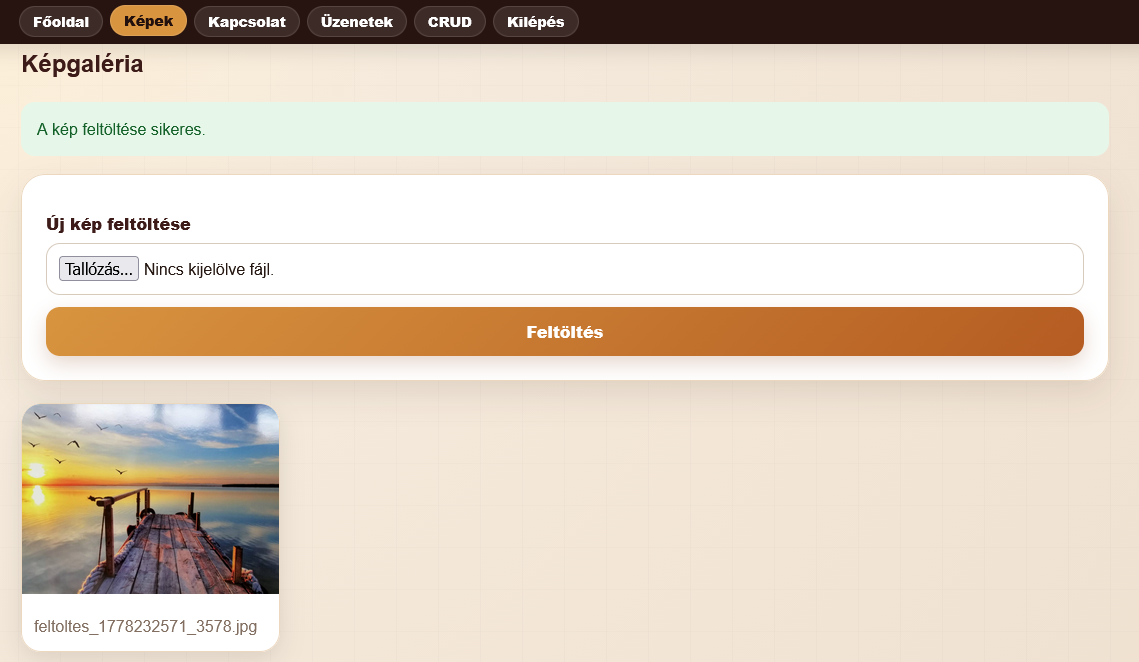 Főoldal Képek Kapcsolat Üzenetek CRUD Kilépés
Képgaléria
A kép feltöltése sikeres.
Új kép feltöltése
Tallózás... Nincs kijelölve fájl.
Feltöltés
feltoltes_1778232571_3578.jpg